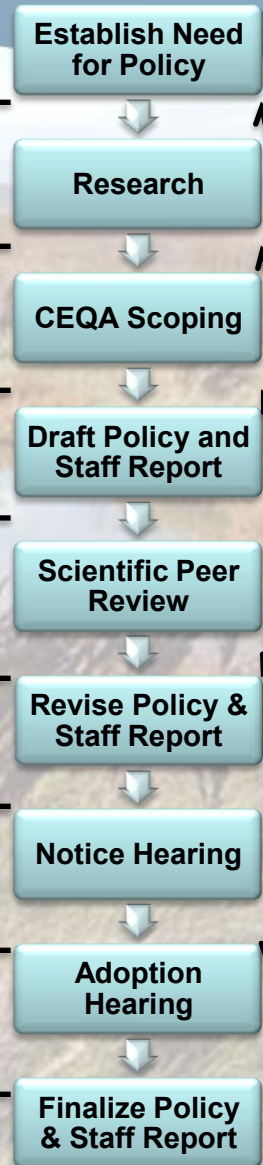 Establish Need
for Policy
Research
CEQA Scoping
Draft Policy and
Staff Report
Scientific Peer
Review
Revise Policy &
Staff Report
Notice Hearing
Adoption
Hearing
Finalize Policy
& Staff Report